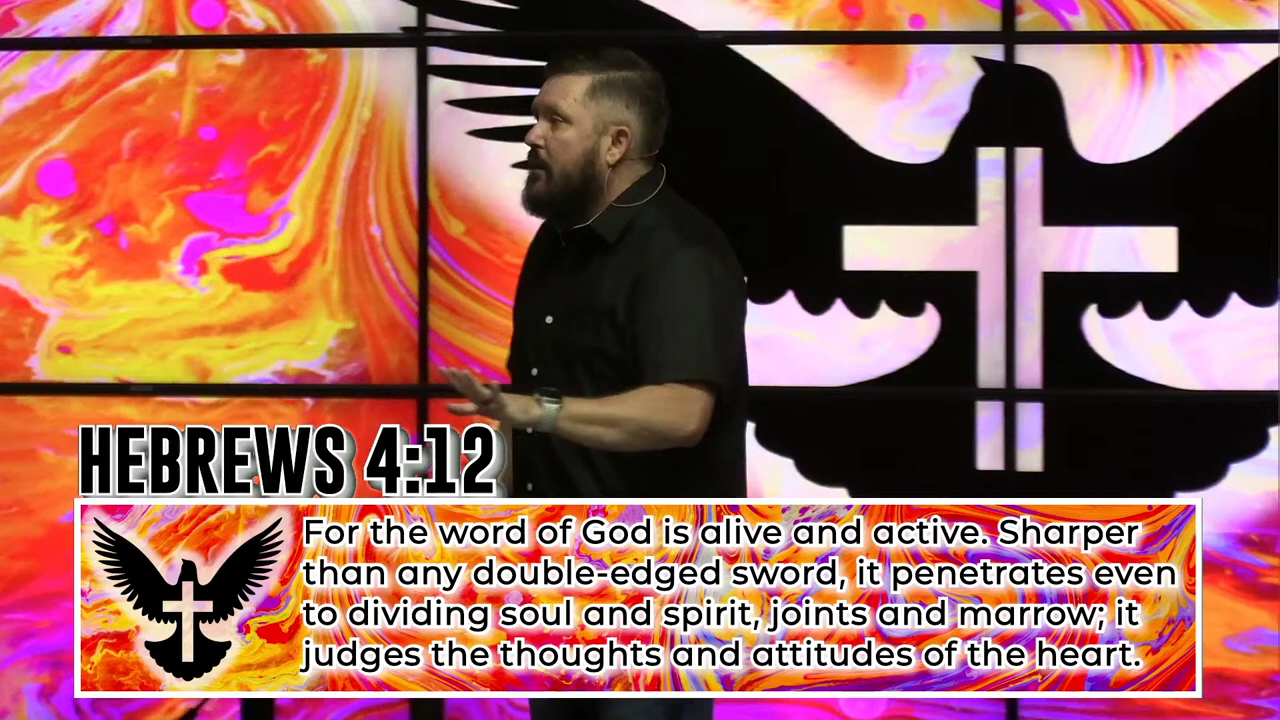 HEBREWS 4:12
For the word of God is alive and active. Sharper
than any double-edged sword, it penetrates even
to dividing soul and spirit, joints and marrow; it
judges the thoughts and attitudes of the heart.